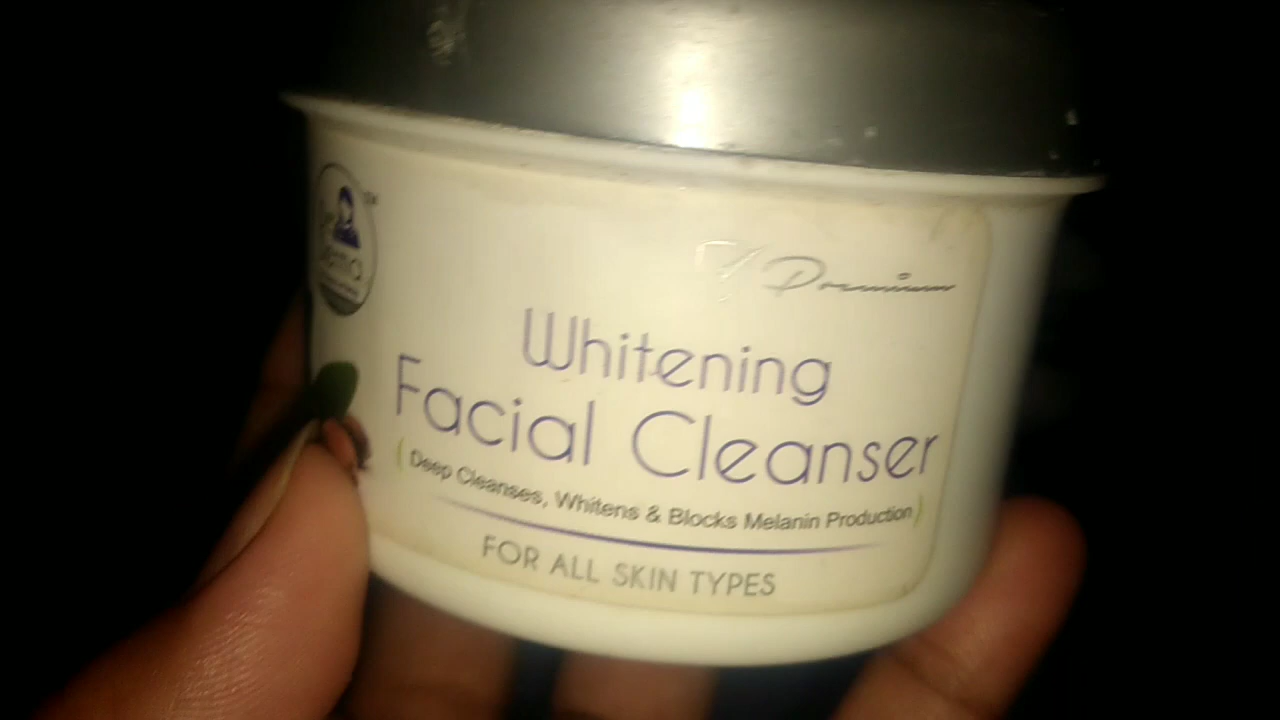 Premium
Whitening
Facial Cleanser
(Deep Cleanses, Whitens & Blocks Melanin Production)
FOR ALL SKIN TYPES